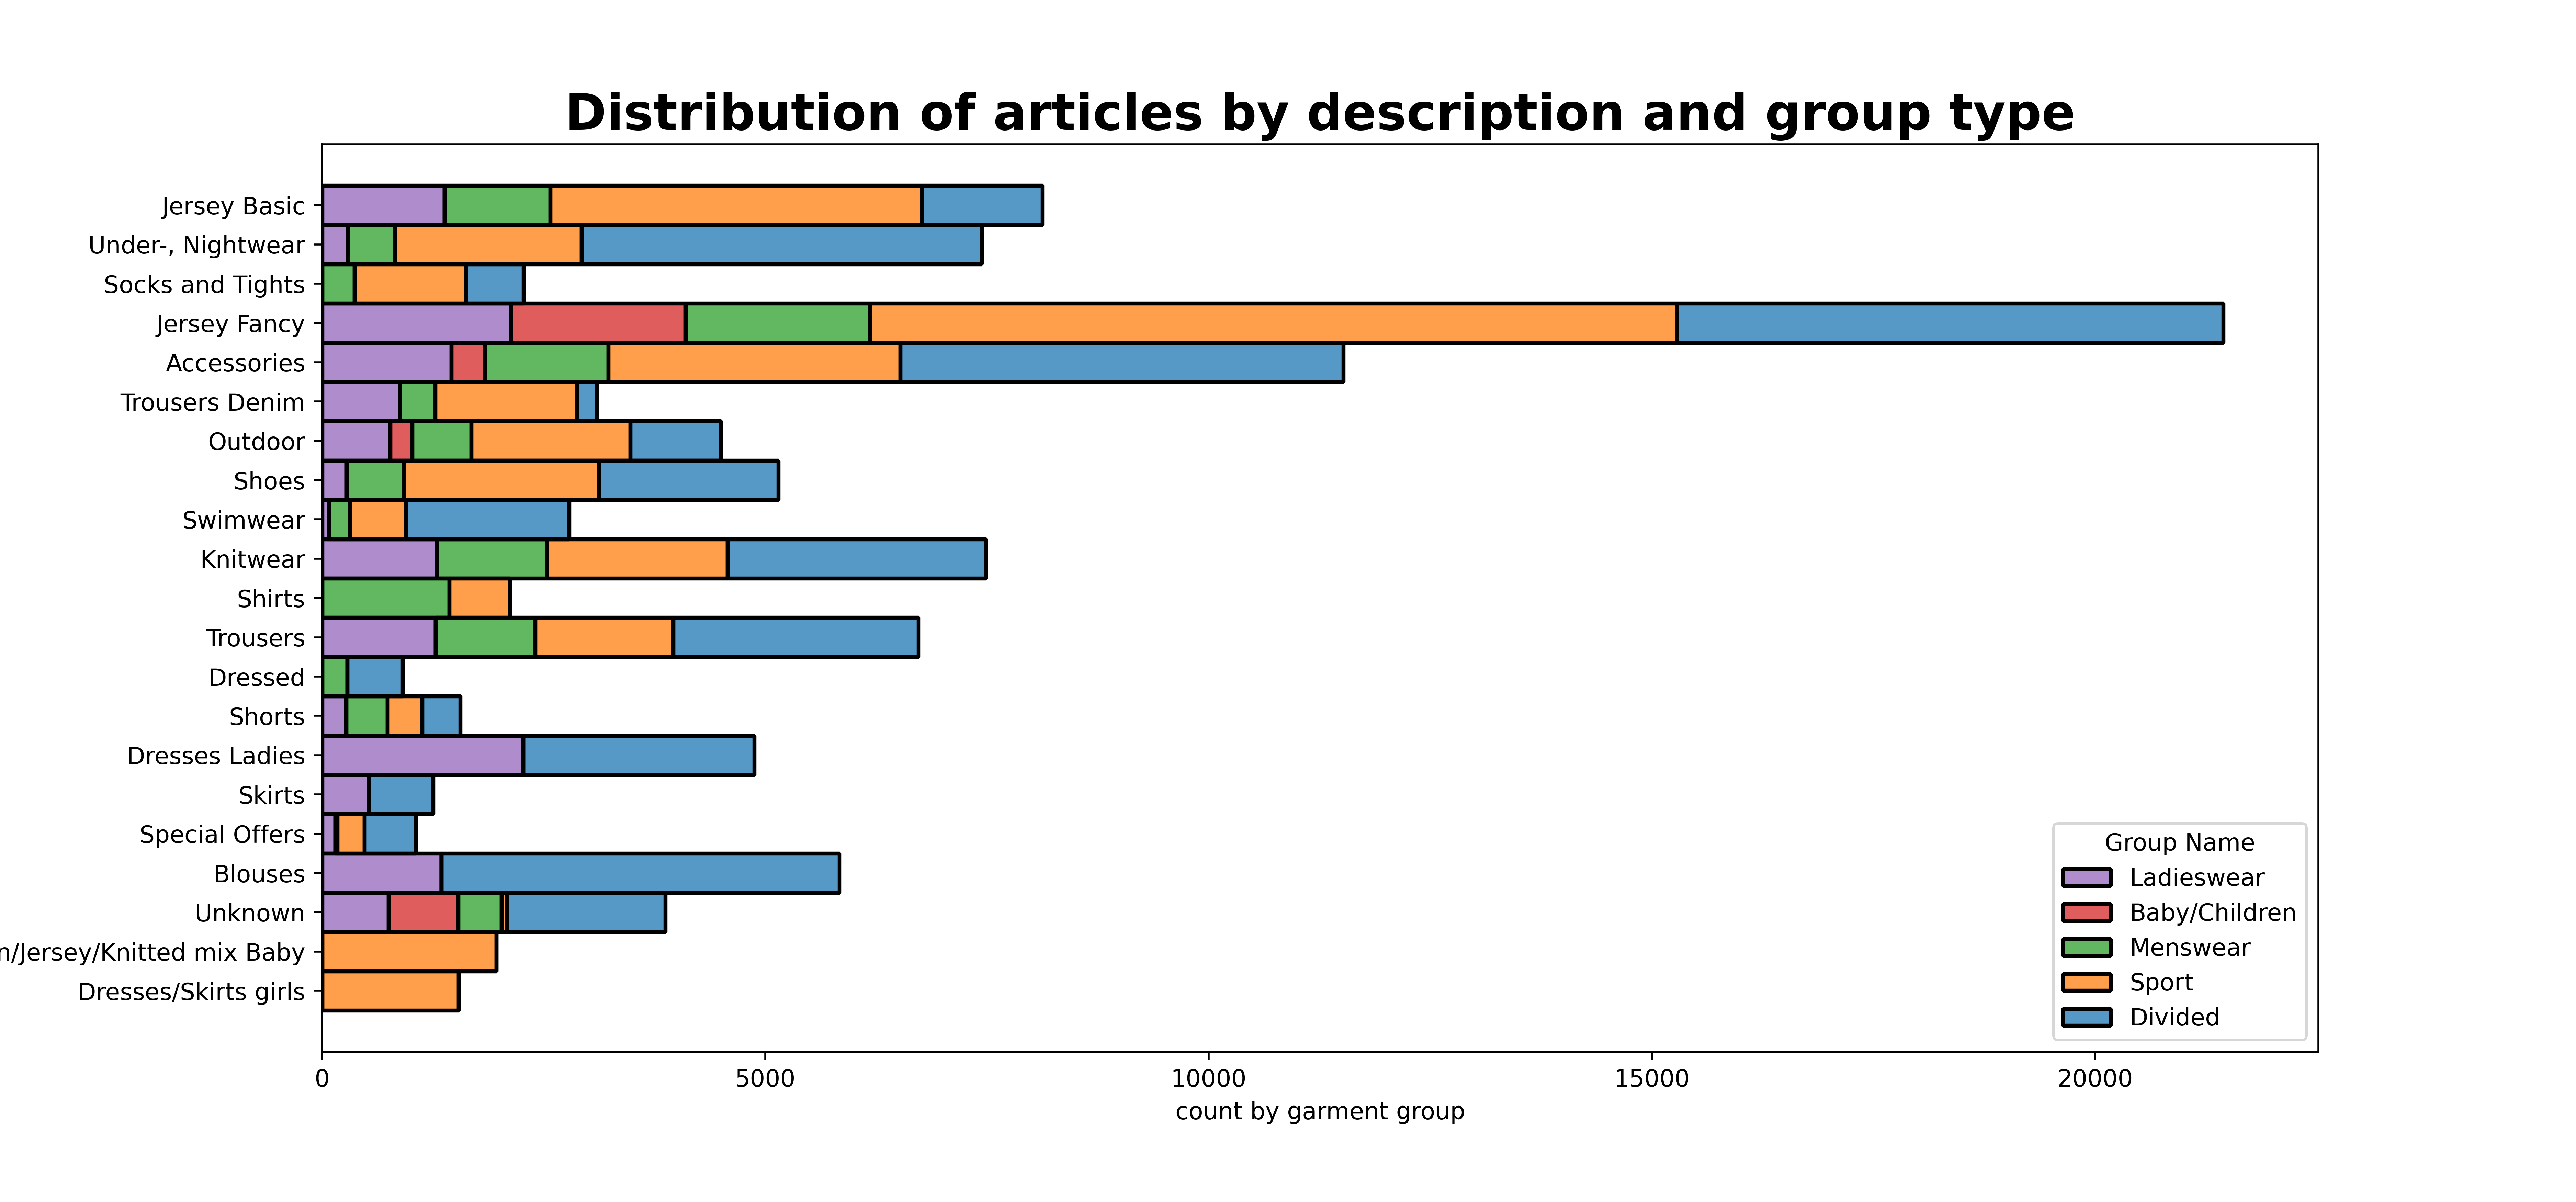 Distribution of articles by description and group type
Jersey Basic
Under-, Nightwear
Socks and Tights
Jersey Fancy
Accessories
Trousers Denim
Outdoor
Shoes
Swimwear
Knitwear
Shirts
Trousers
Dressed
Shorts
Dresses Ladies
Skirts
Special Offers
Blouses
Unknown
n/Jersey/Knitted mix Baby
Dresses/Skirts girls
Group Name
Ladieswear
Baby/Children
Menswear
Sport
Divided
0 5000 10000 15000 20000
count by garment group